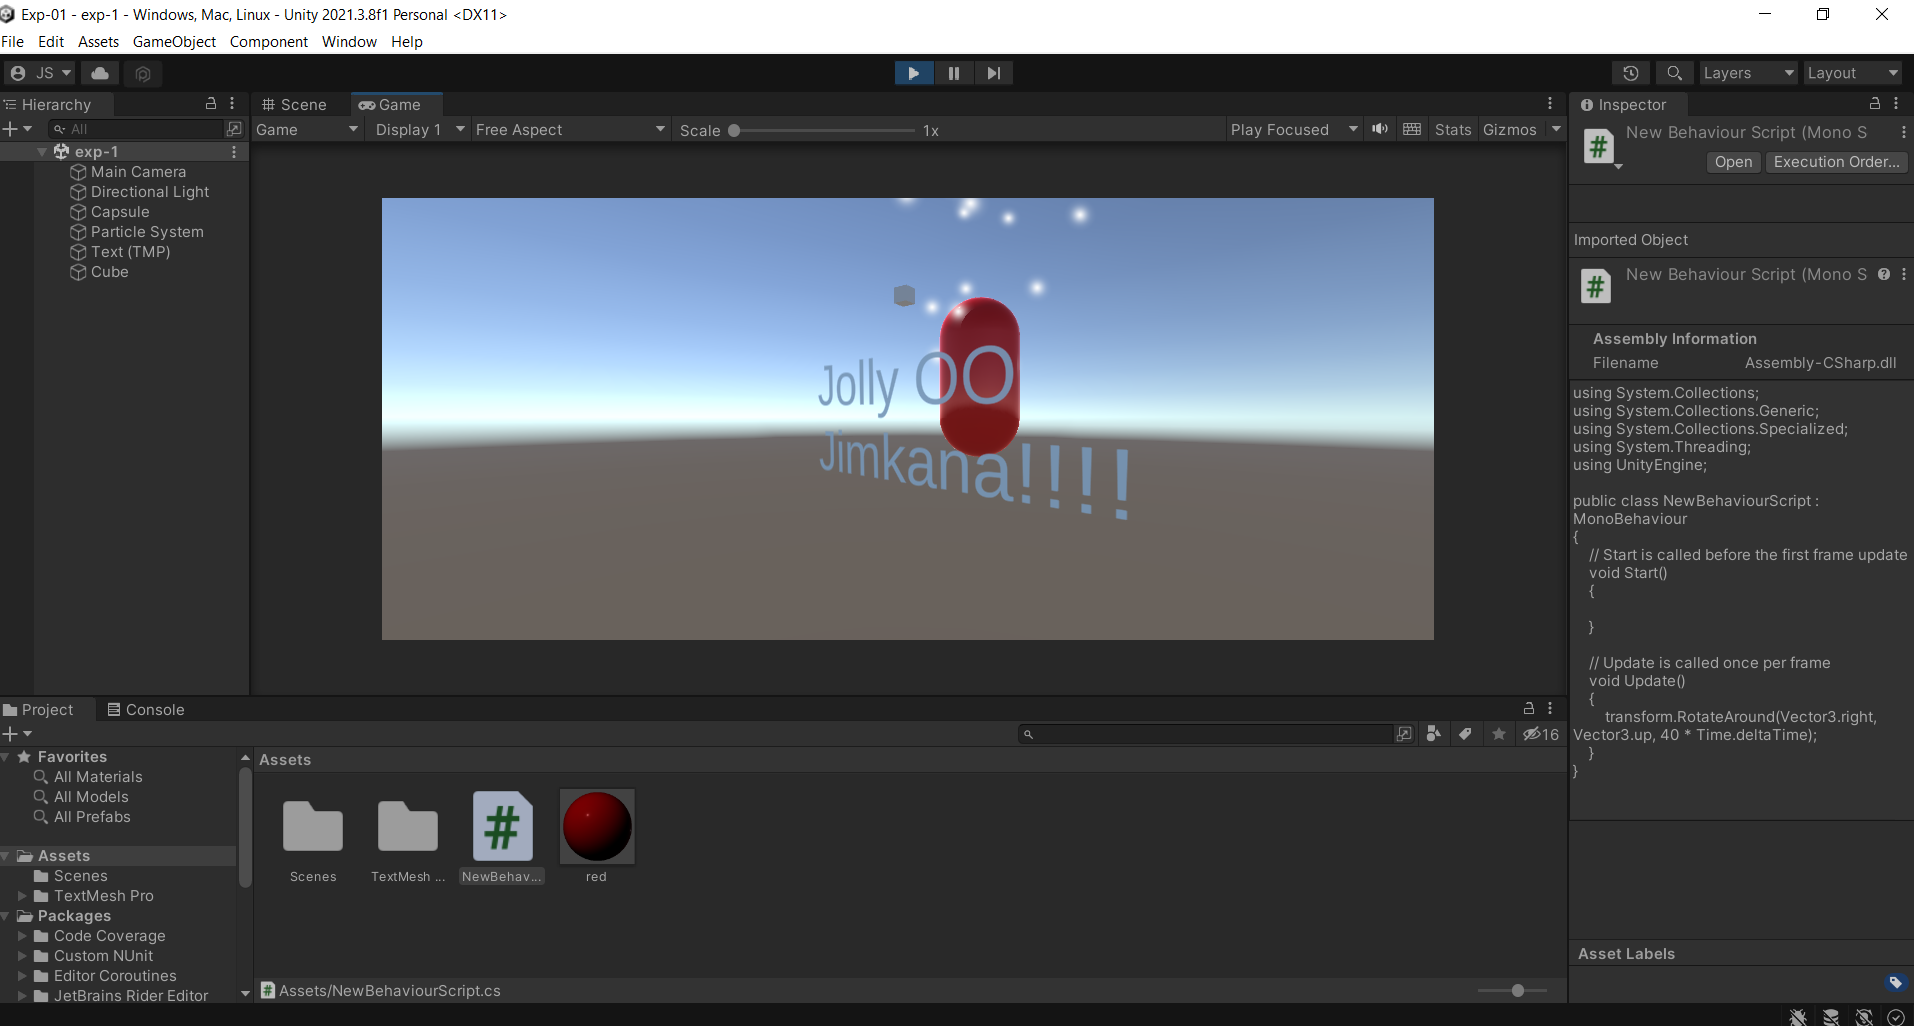 Exp-01 - exp-1 - Windows, Mac, Linux - Unity 2021.3.8f1 Personal <DX11>
File Edit Assets GameObject Component Window Help
JS
Layers
Layout
Hierarchy
All
exp-1
Main Camera
Directional Light
Capsule
Particle System
Text (TMP)
Cube
Scene
Game
Game
Display 1
Free Aspect
Scale
1x
Play Focused
Stats
Gizmos
Jolly OO
Jimkana!!!!
Inspector
New Behaviour Script (Mono S
Open
Execution Order...
Imported Object
New Behaviour Script (Mono S
Assembly Information
Filename Assembly-CSharp.dll
using System.Collections;
using System.Collections.Generic;
using System.Collections.Specialized;
using System.Threading;
using UnityEngine;
public class NewBehaviourScript :
MonoBehaviour
{
// Start is called before the first frame update
void Start()
{
}
// Update is called once per frame
void Update()
{
transform.RotateAround(Vector3.right,
Vector3.up, 40 * Time.deltaTime);
}
}
Asset Labels
Project
Console
16
Favorites
All Materials
All Models
All Prefabs
Assets
Scenes
TextMesh Pro
Packages
Code Coverage
Custom NUnit
Editor Coroutines
JetBrains Rider Editor
Assets
Scenes
TextMesh ...
NewBehav...
red
Assets/NewBehaviourScript.cs